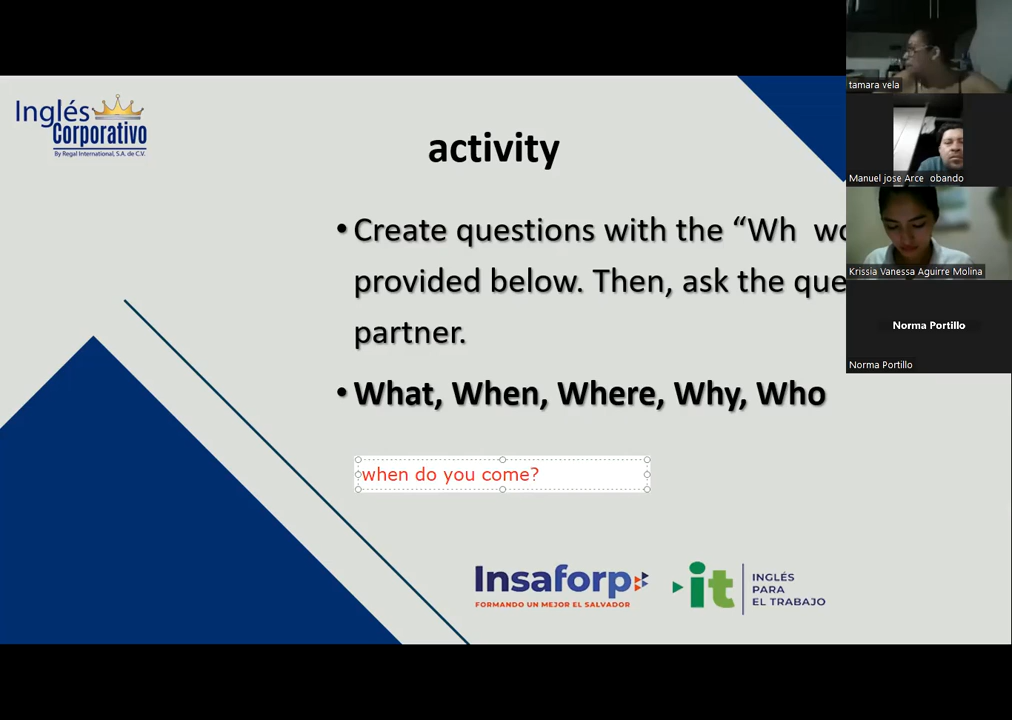 Inglés
Corporativo
By Regal International, S.A. de C.V.
activity
• Create questions with the “Wh
provided below. Then, ask the
partner.
• What, When, Where, Why, Who
when do you come?
Insaforp
FORMANDO UN MEJOR EL SALVADOR
it
INGLÉS
PARA
EL TRABAJO
tamara vela
Manuel jose Arce obando
Krissia Vanessa Aguirre Molina
Norma Portillo
Norma Portillo